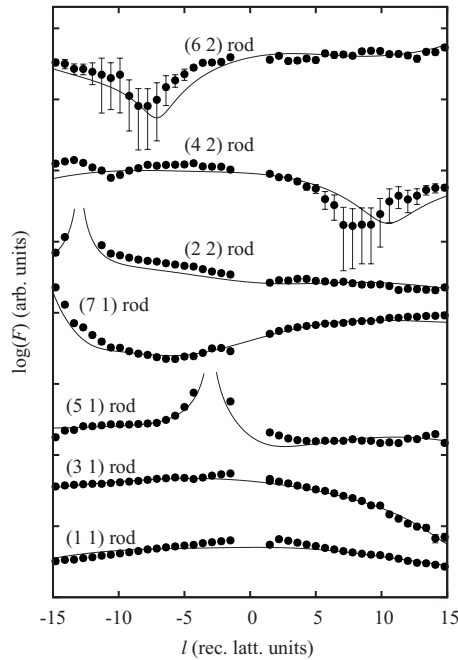 (6 2) rod
(4 2) rod
(2 2) rod
(7 1) rod
(5 1) rod
(3 1) rod
(1 1) rod
log(F) (arb. units)
-15 -10 -5 0 5 10 15
l (rec. latt. units)